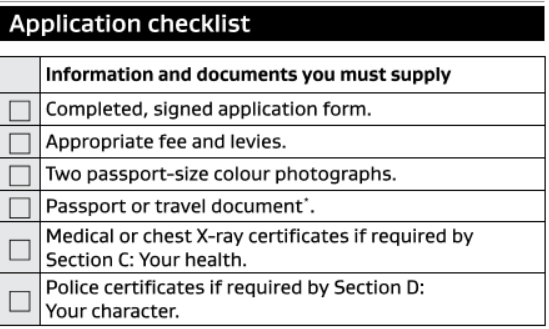 Application checklist
Information and documents you must supply
Completed, signed application form.
Appropriate fee and levies.
Two passport-size colour photographs.
Passport or travel document*.
Medical or chest X-ray certificates if required by
Section C: Your health.
Police certificates if required by Section D:
Your character.